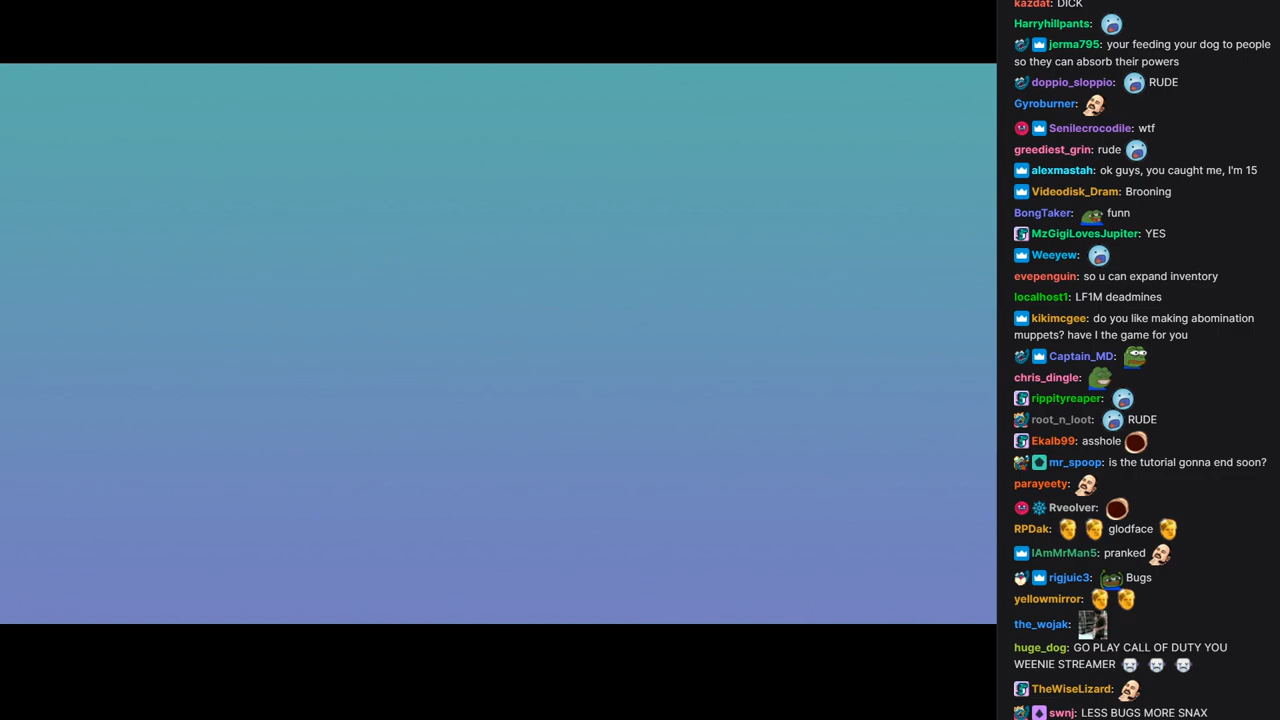 kazdat: DICK
Harryhillpants:
jerma795: your feeding your dog to people
so they can absorb their powers
doppio_sloppio: RUDE
Gyroburner:
Senilecrocodile: wtf
greediest_grin: rude
alexmastah: ok guys, you caught me, I'm 15
Videodisk_Dram: Brooning
BongTaker: funn
MzGigiLovesJupiter: YES
Weeyew:
evepenguin: so u can expand inventory
localhost1: LF1M deadmines
kikimcgee: do you like making abomination
muppets? have I the game for you
Captain_MD:
chris_dingle:
rippityreaper:
root_n_loot: RUDE
Ekalb99: asshole
mr_spoop: is the tutorial gonna end soon?
parayeety:
Rveolver:
RPDak: glodface
IAmMrMan5: pranked
rigjuic3: Bugs
yellowmirror:
the_wojak:
huge_dog: GO PLAY CALL OF DUTY YOU
WEENIE STREAMER
TheWiseLizard:
swnj: LESS BUGS MORE SNAX